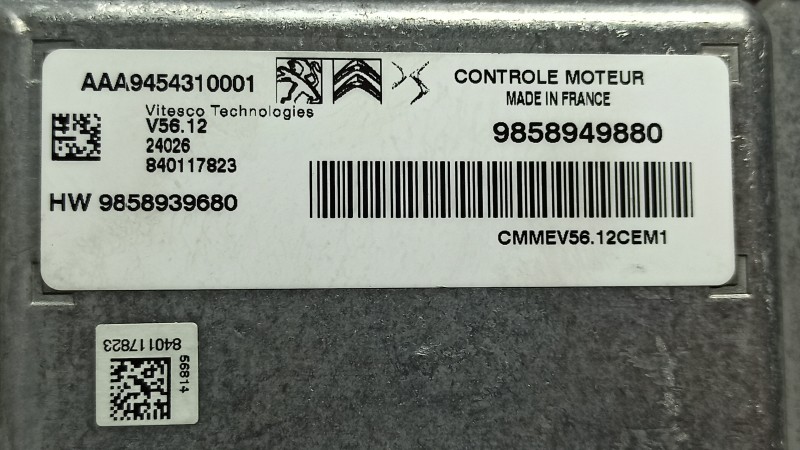 AAA9454310001
Vitesco Technologies
V56.12
24026
840117823
HW 9858939680
CONTROLE MOTEUR
MADE IN FRANCE
9858949880
CMMEV56.12CEM1
840117823
56814